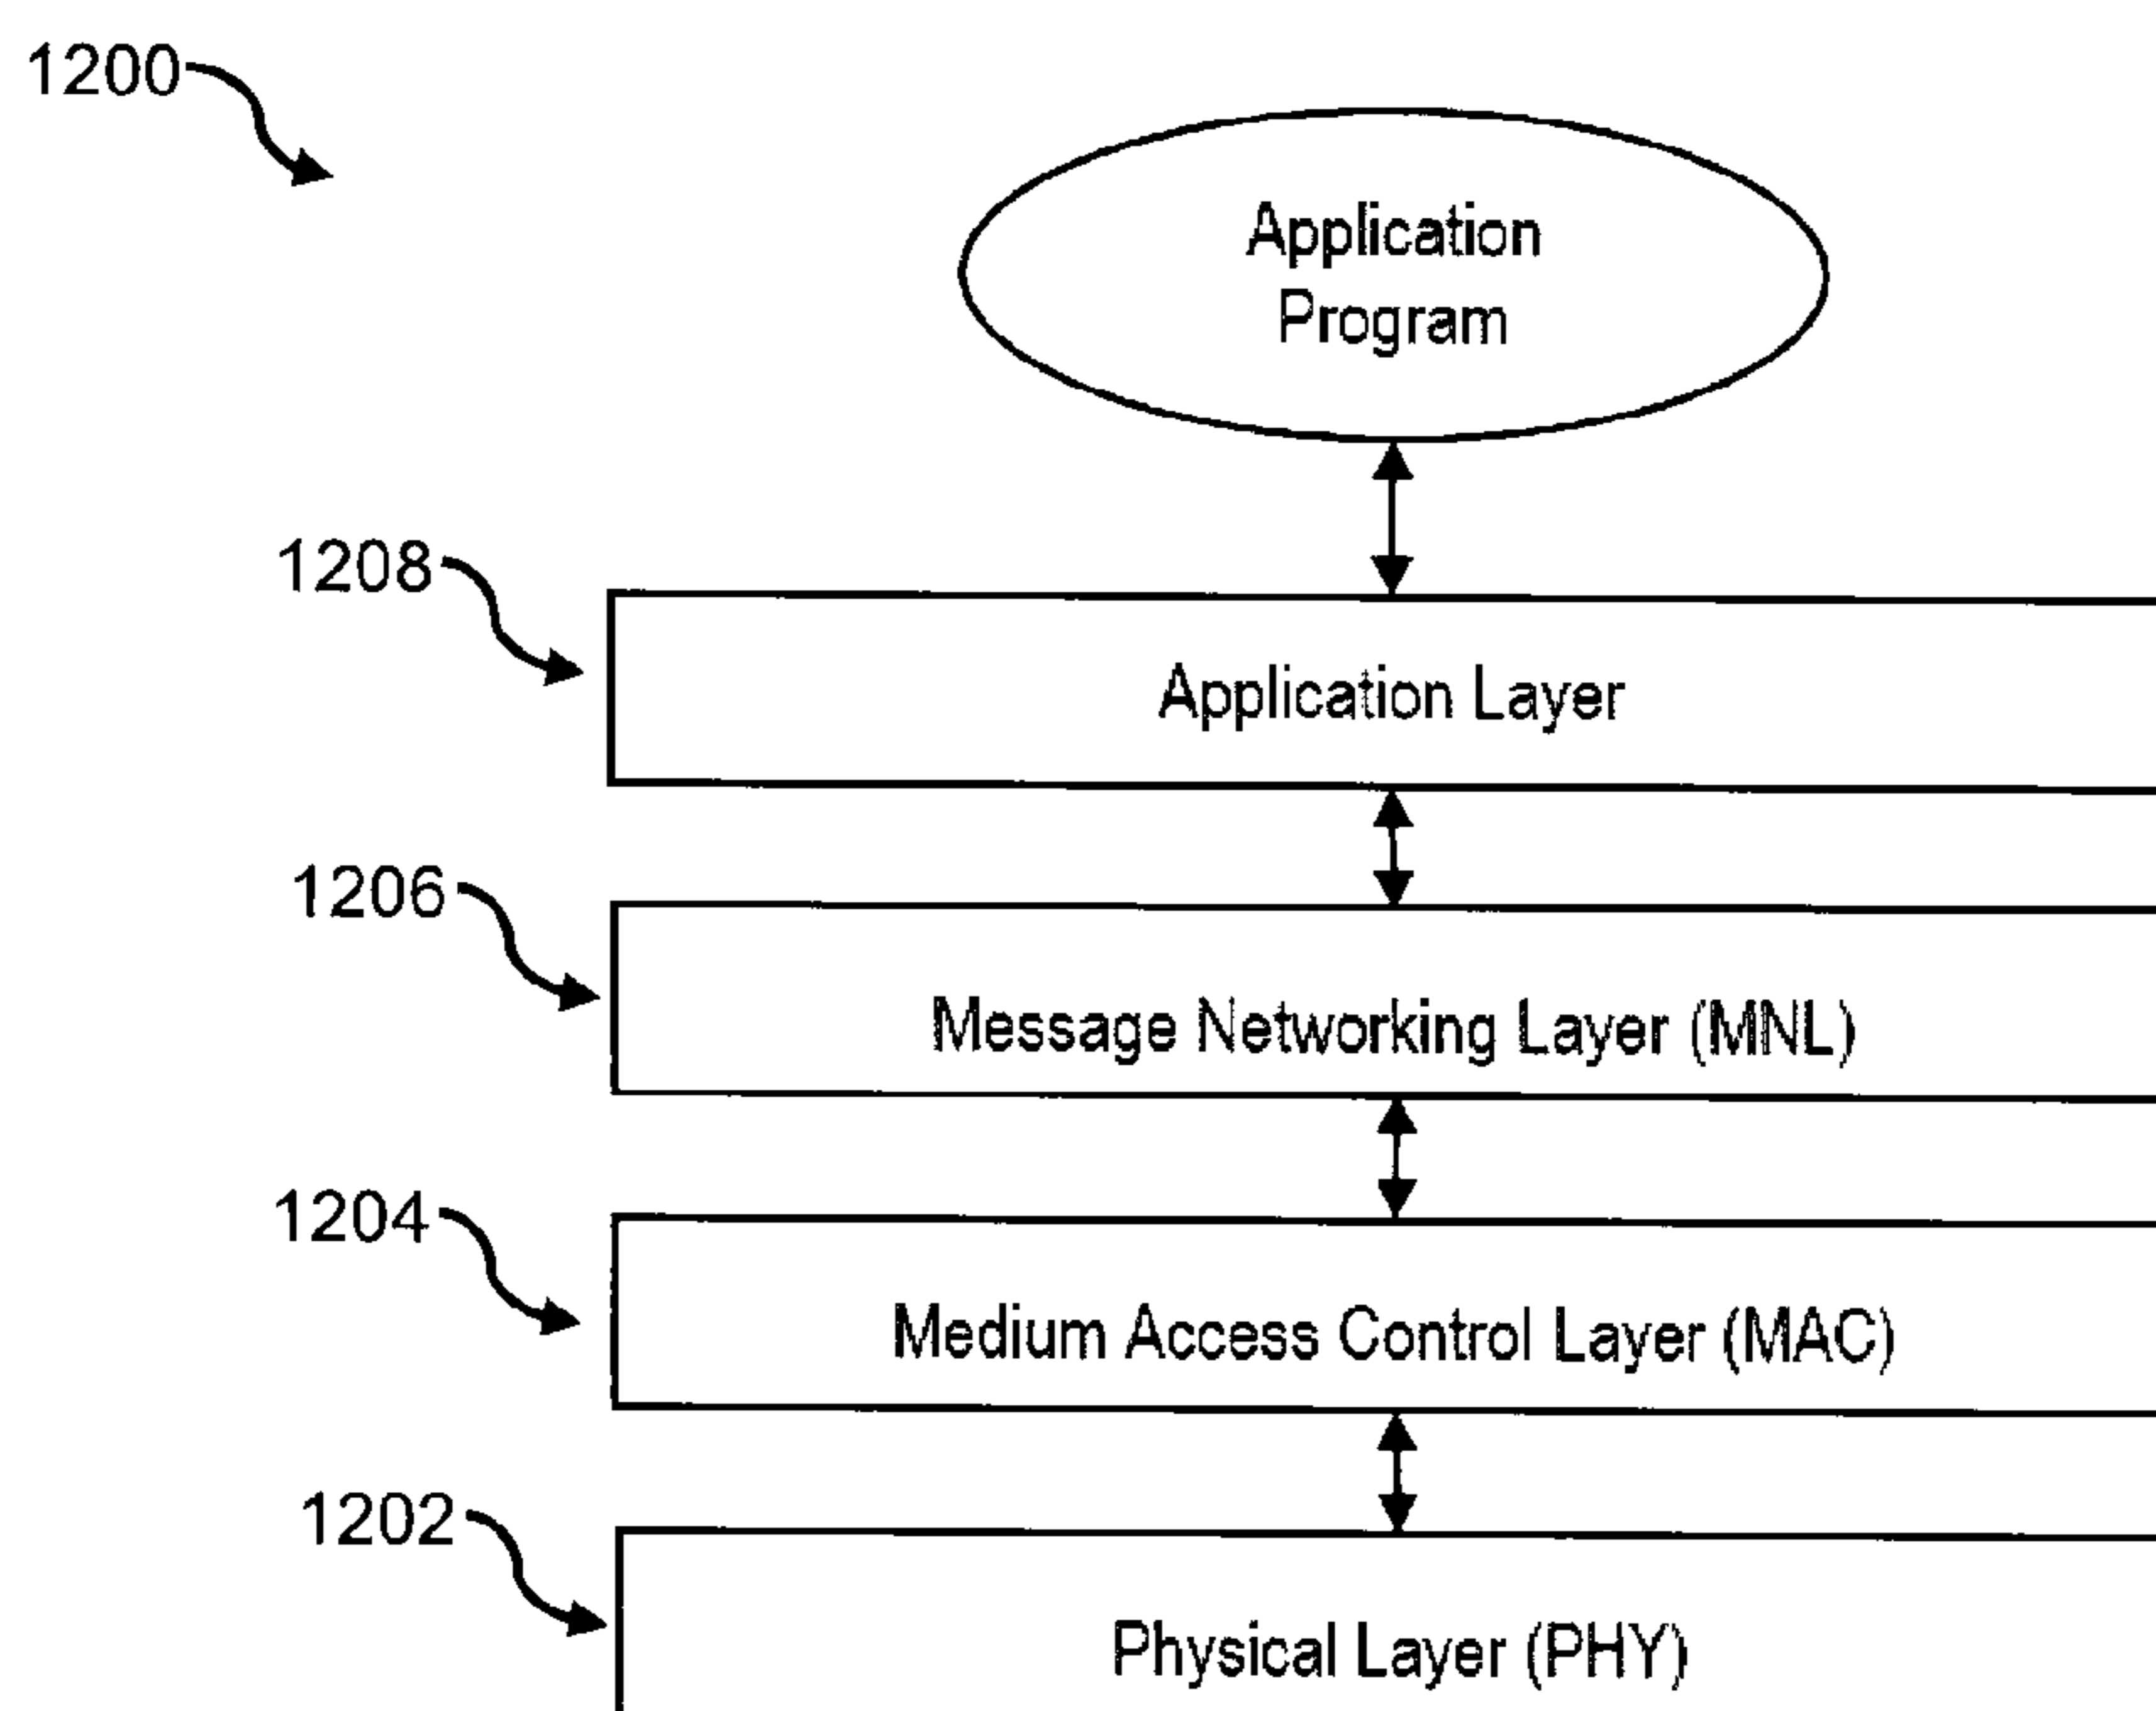 1200
Application
Program
1208
Application Layer
1206
Message Networking Layer (MNL)
1204
Medium Access Control Layer (MAC)
1202
Physical Layer (PHY)